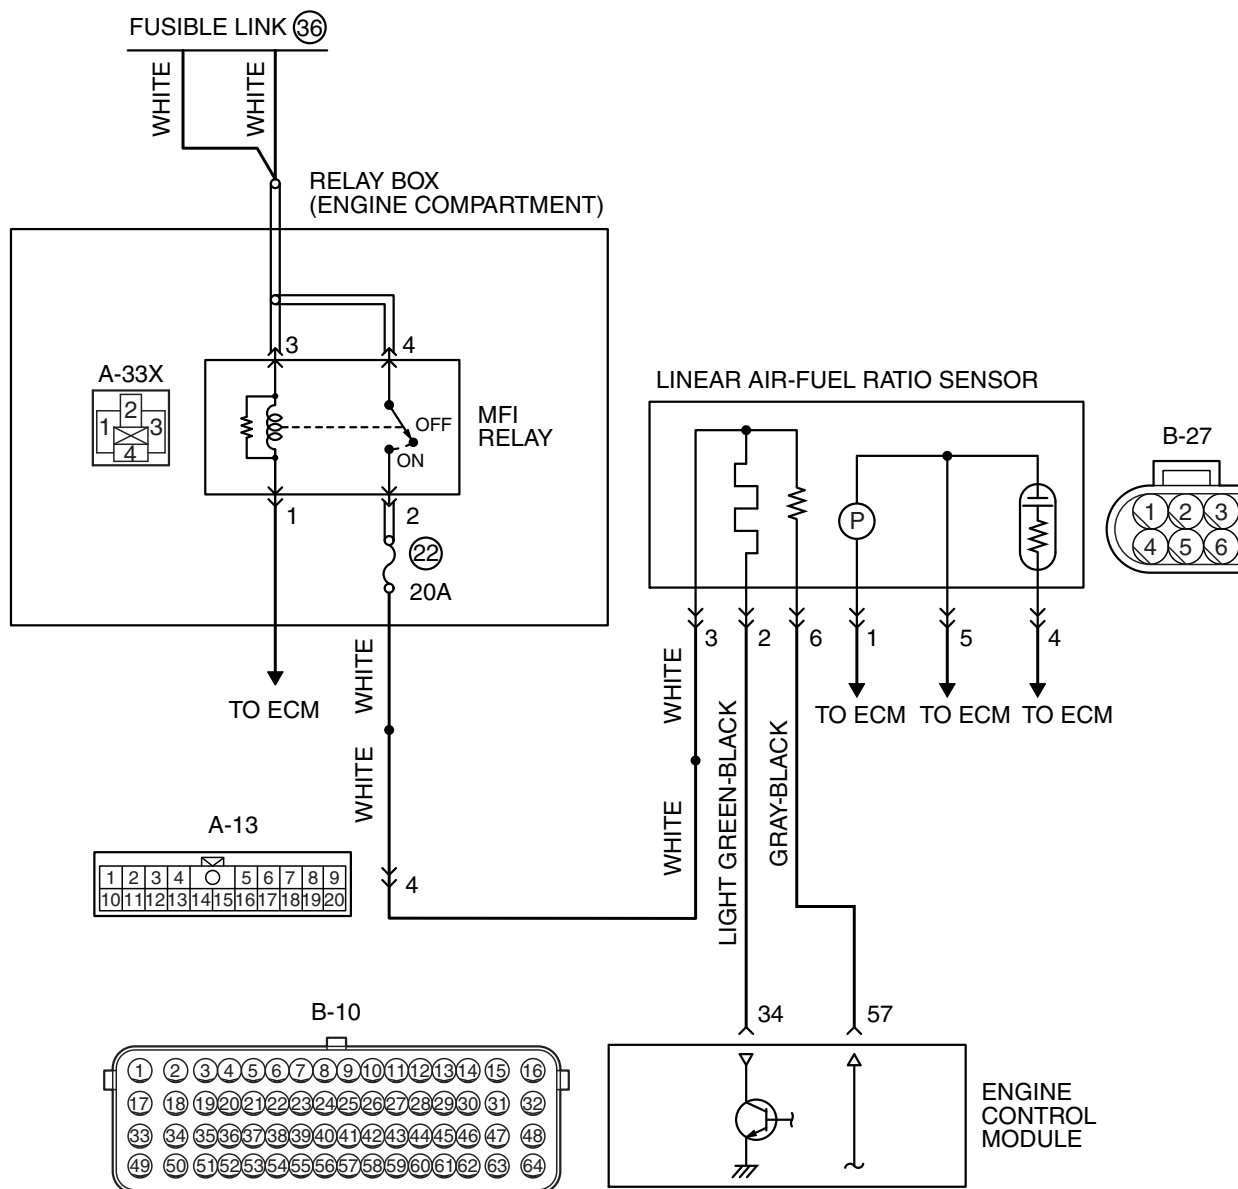 FUSIBLE LINK 36
WHITE
WHITE
RELAY BOX
(ENGINE COMPARTMENT)
3
4
A-33X
2
1
3
4
OFF
ON
MFI
RELAY
1
2
22
20A
TO ECM
WHITE
WHITE
LINEAR AIR-FUEL RATIO SENSOR
P
B-27
1 2 3
4 5 6
3 2 6 1 5 4
WHITE
WHITE
LIGHT GREEN-BLACK
GRAY-BLACK
TO ECM TO ECM TO ECM
A-13
1 2 3 4 5 6 7 8 9
10 11 12 13 14 15 16 17 18 19 20
4
B-10
1 2 3 4 5 6 7 8 9 10 11 12 13 14 15 16
17 18 19 20 21 22 23 24 25 26 27 28 29 30 31 32
33 34 35 36 37 38 39 40 41 42 43 44 45 46 47 48
49 50 51 52 53 54 55 56 57 58 59 60 61 62 63 64
34
57
ENGINE
CONTROL
MODULE